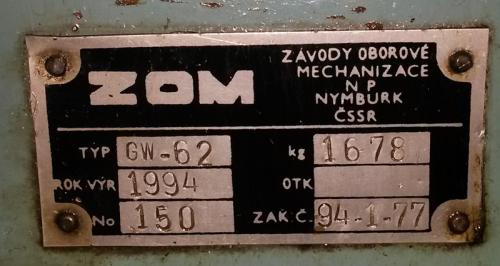 ZOM
ZÁVODY OBOROVÉ
MECHANIZACE
N P
NYMBURK
ČSSR
TYP GW-62 kg 1678
ROK VÝR 1994 OTK
No 150 ZAK.Č. 94-1-77